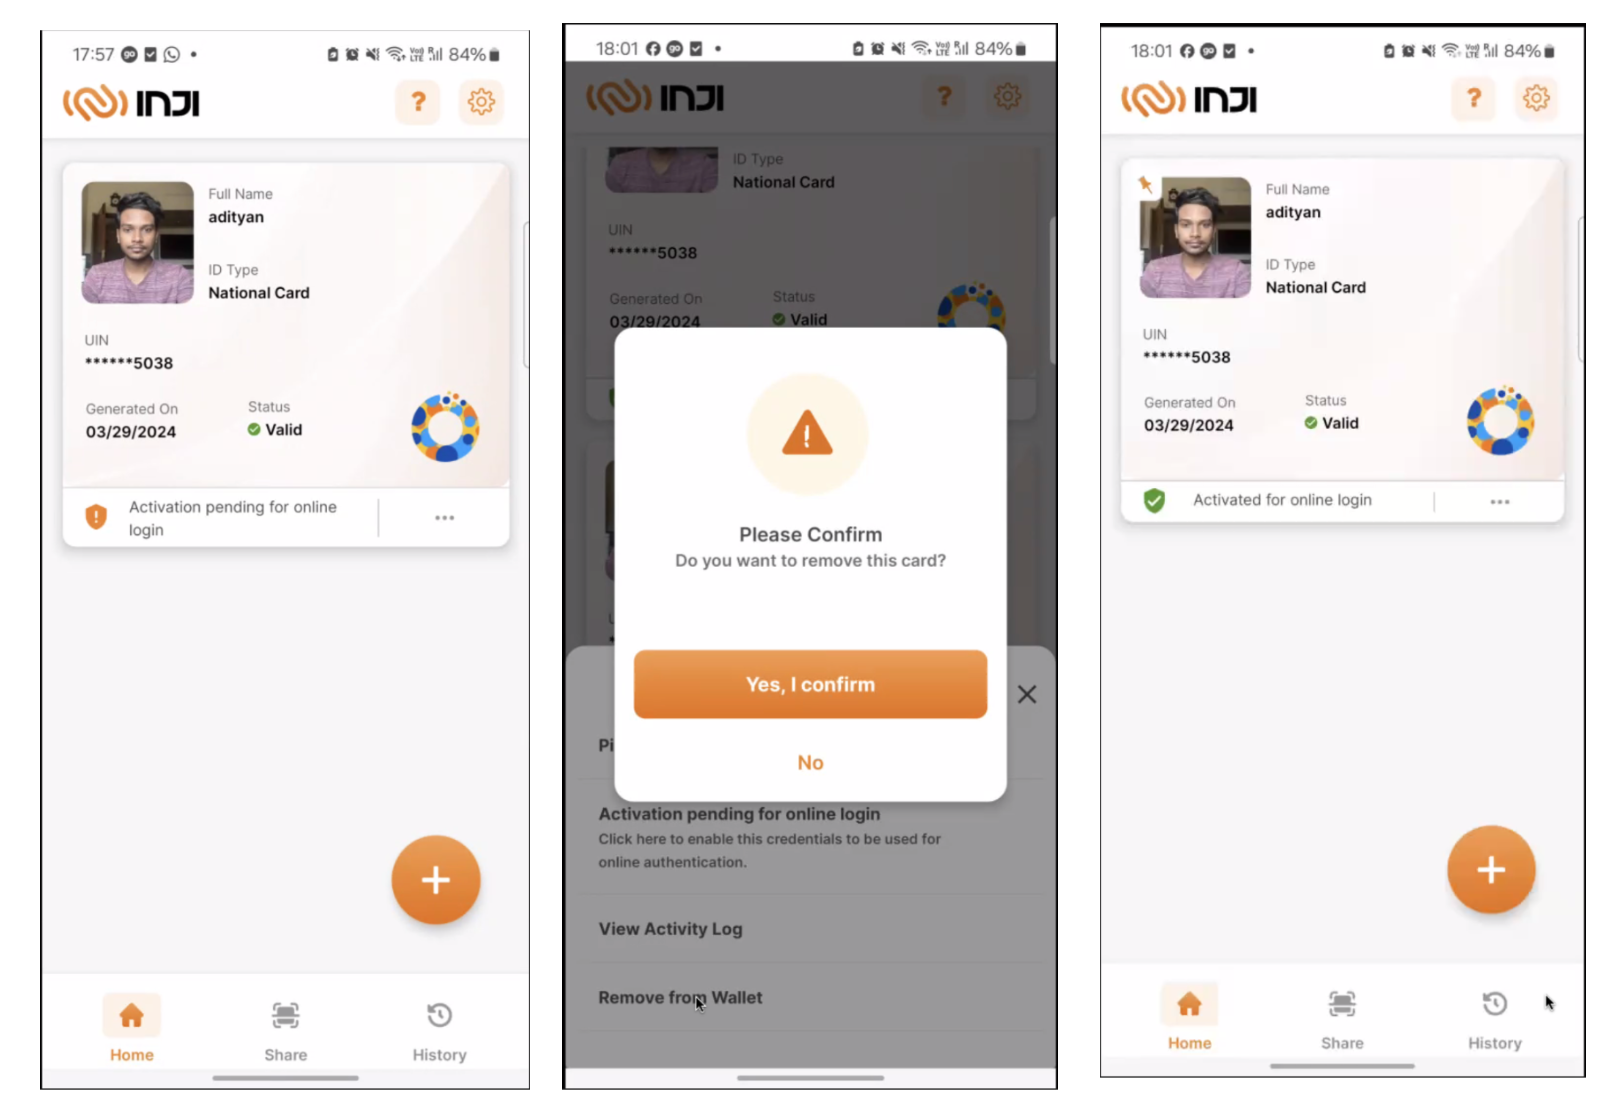 17:57
84%
INJI
?
Full Name
adityan
ID Type
National Card
UIN
******5038
Generated On
Status
03/29/2024
Valid
Activation pending for online
login
...
+
Home
Share
History
18:01
84%
INJI
?
ID Type
National Card
UIN
******5038
Generated On
Status
03/29/2024
Valid
Please Confirm
Do you want to remove this card?
Yes, I confirm
No
Pi
Activation pending for online login
Click here to enable this credentials to be used for
online authentication.
View Activity Log
Remove from Wallet
18:01
84%
INJI
?
Full Name
adityan
ID Type
National Card
UIN
******5038
Generated On
Status
03/29/2024
Valid
Activated for online login
...
+
Home
Share
History